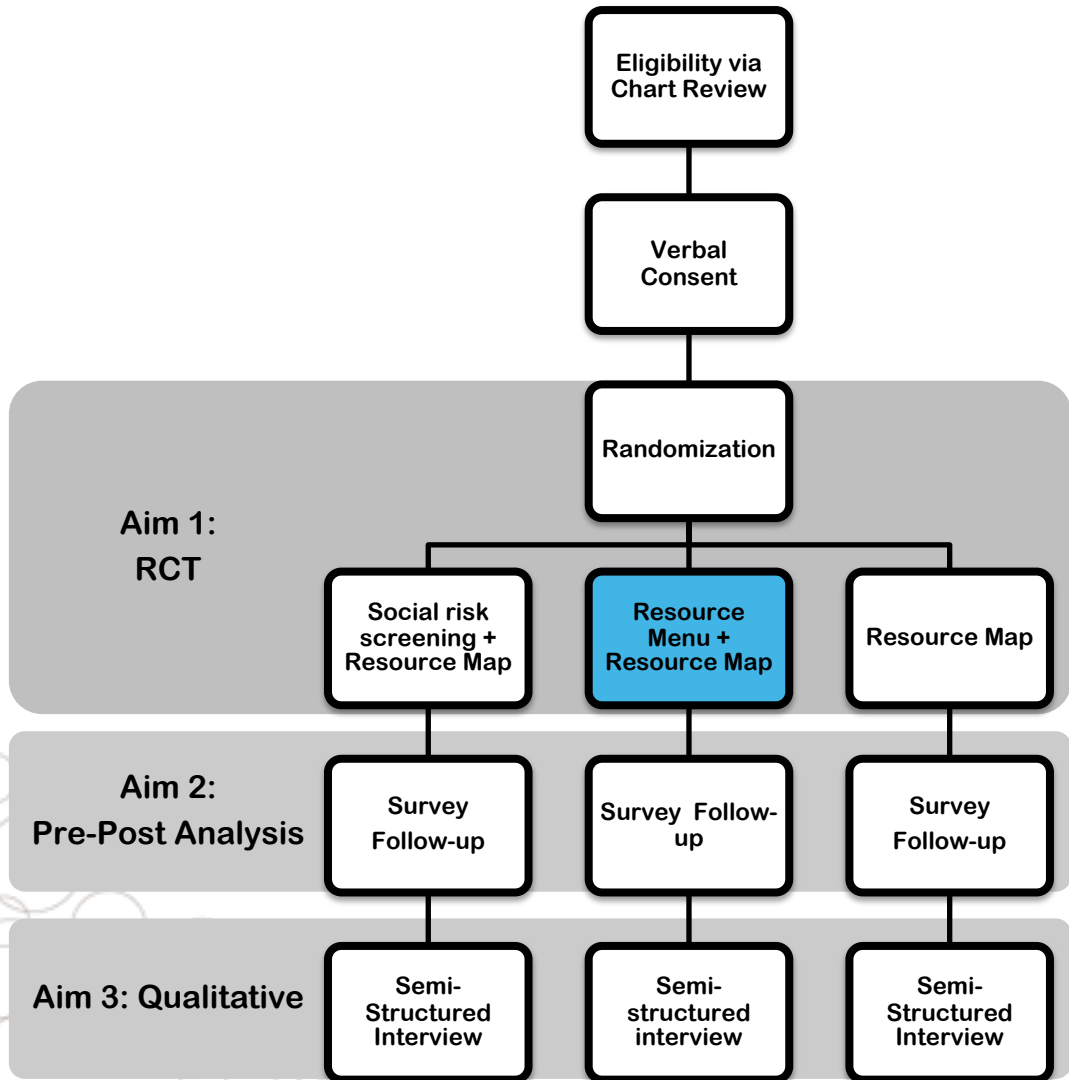 Eligibility via
Chart Review
Verbal
Consent
Randomization
Aim 1:
RCT
Social risk
screening +
Resource Map
Resource
Menu +
Resource Map
Resource Map
Aim 2:
Pre-Post Analysis
Survey
Follow-up
Survey Follow-
up
Survey
Follow-up
Aim 3: Qualitative
Semi-
Structured
Interview
Semi-
structured
interview
Semi-
Structured
Interview